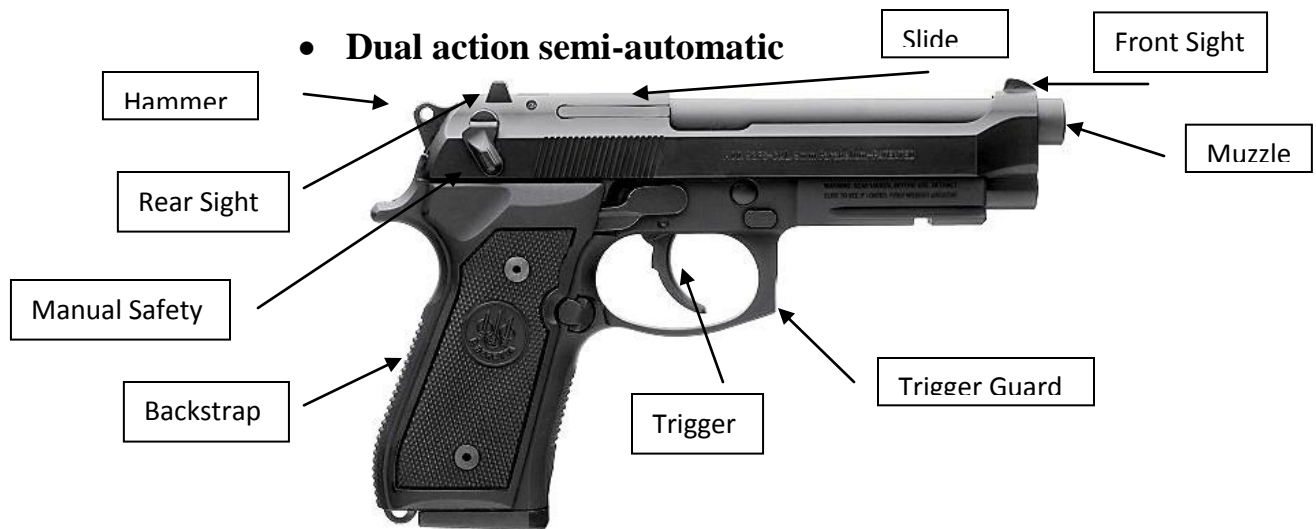 • Dual action semi-automatic
Slide
Front Sight
Hammer
Muzzle
Rear Sight
Manual Safety
Backstrap
Trigger
Trigger Guard